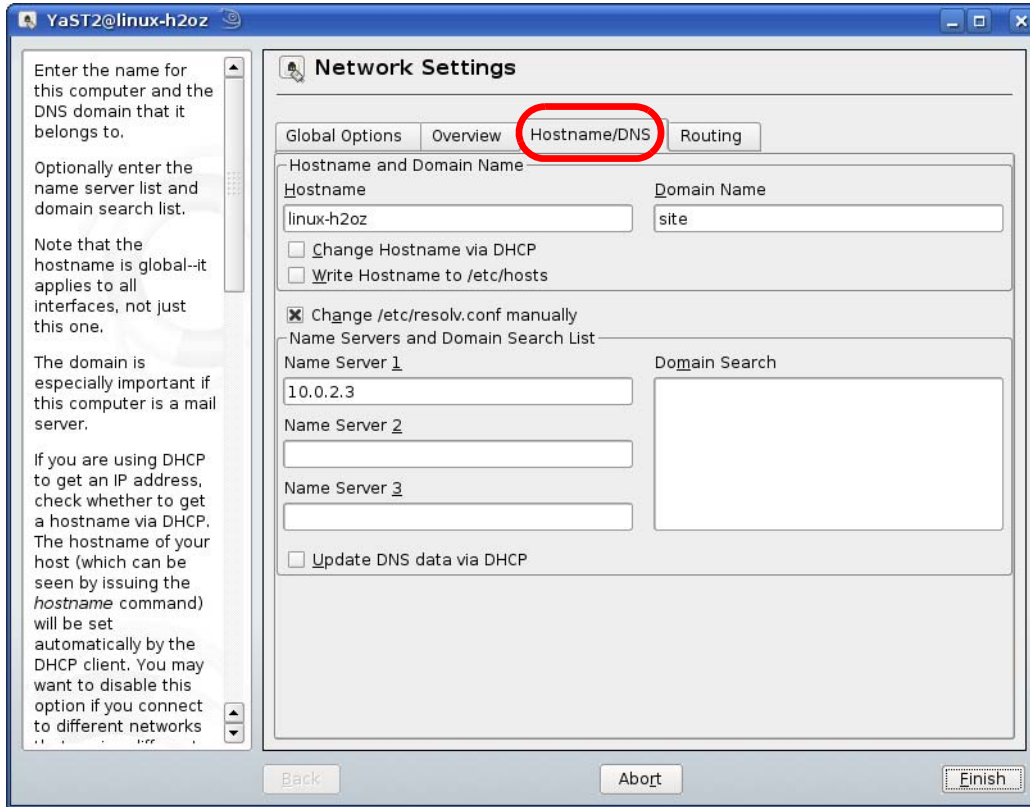 YaST2@linux-h2oz
Enter the name for
this computer and the
DNS domain that it
belongs to.
Optionally enter the
name server list and
domain search list.
Note that the
hostname is global--it
applies to all
interfaces, not just
this one.
The domain is
especially important if
this computer is a mail
server.
If you are using DHCP
to get an IP address,
check whether to get
a hostname via DHCP.
The hostname of your
host (which can be
seen by issuing the
hostname command)
will be set
automatically by the
DHCP client. You may
want to disable this
option if you connect
to different networks
Network Settings
Global Options
Overview
Hostname/DNS
Routing
Hostname and Domain Name
Hostname
Domain Name
linux-h2oz
site
Change Hostname via DHCP
Write Hostname to /etc/hosts
Change /etc/resolv.conf manually
Name Servers and Domain Search List
Name Server 1
Domain Search
10.0.2.3
Name Server 2
Name Server 3
Update DNS data via DHCP
Back
Abort
Finish